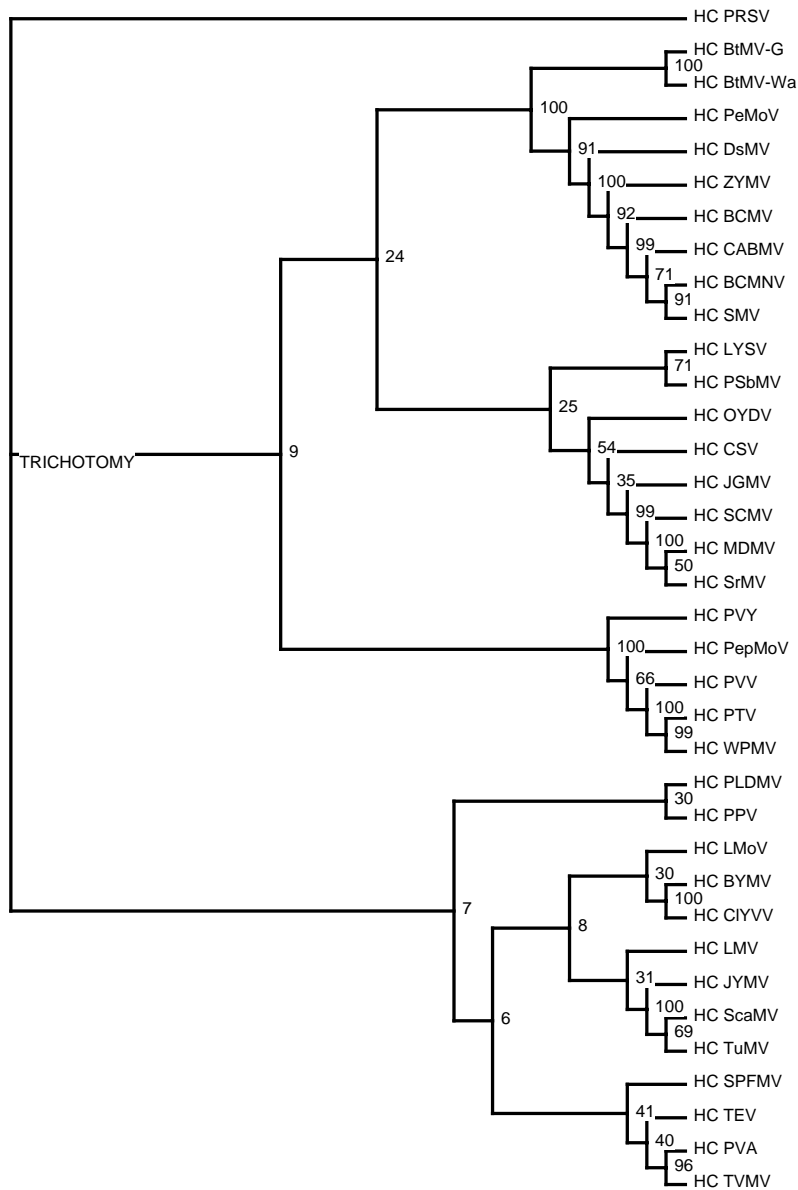 HC PRSV
HC BtMV-G
100
HC BtMV-Wa
100
HC PeMoV
91
HC DsMV
100
HC ZYMV
92
HC BCMV
99
HC CABMV
24
71
HC BCMNV
91
HC SMV
HC LYSV
71
HC PSbMV
25
HC OYDV
54
HC CSV
9
TRICHOTOMY
35
HC JGMV
99
HC SCMV
100
HC MDMV
50
HC SrMV
HC PVY
100
HC PepMoV
66
HC PVV
100
HC PTV
99
HC WPMV
HC PLDMV
30
HC PPV
HC LMoV
30
HC BYMV
100
HC ClYVV
7
8
HC LMV
31
HC JYMV
100
HC ScaMV
6
69
HC TuMV
HC SPFMV
41
HC TEV
40
HC PVA
96
HC TVMV